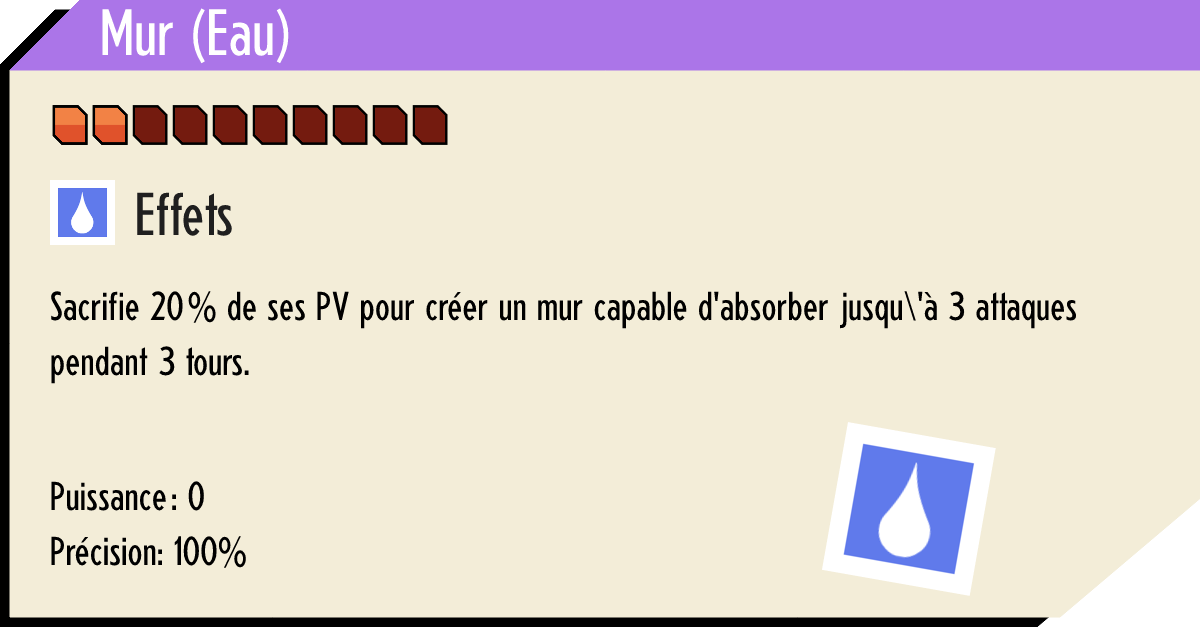 Mur (Eau)
Effets
Sacrifie 20% de ses PV pour créer un mur capable d'absorber jusqu\'à 3 attaques
pendant 3 tours.
Puissance: 0
Précision: 100%